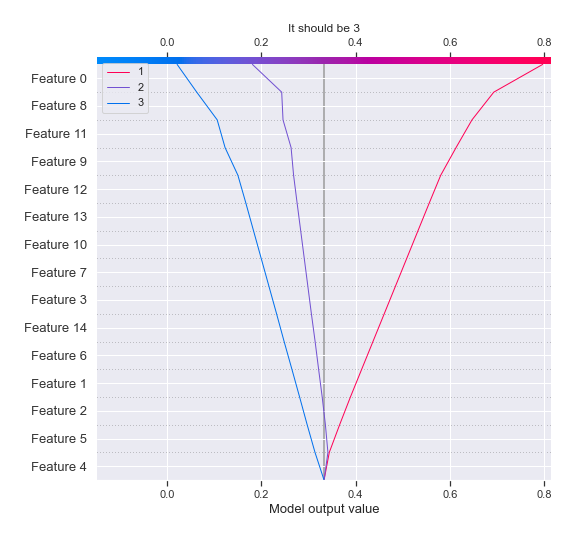 It should be 3
0.0 0.2 0.4 0.6 0.8
1
2
3
Feature 0
Feature 8
Feature 11
Feature 9
Feature 12
Feature 13
Feature 10
Feature 7
Feature 3
Feature 14
Feature 6
Feature 1
Feature 2
Feature 5
Feature 4
0.0 0.2 0.4 0.6 0.8
Model output value